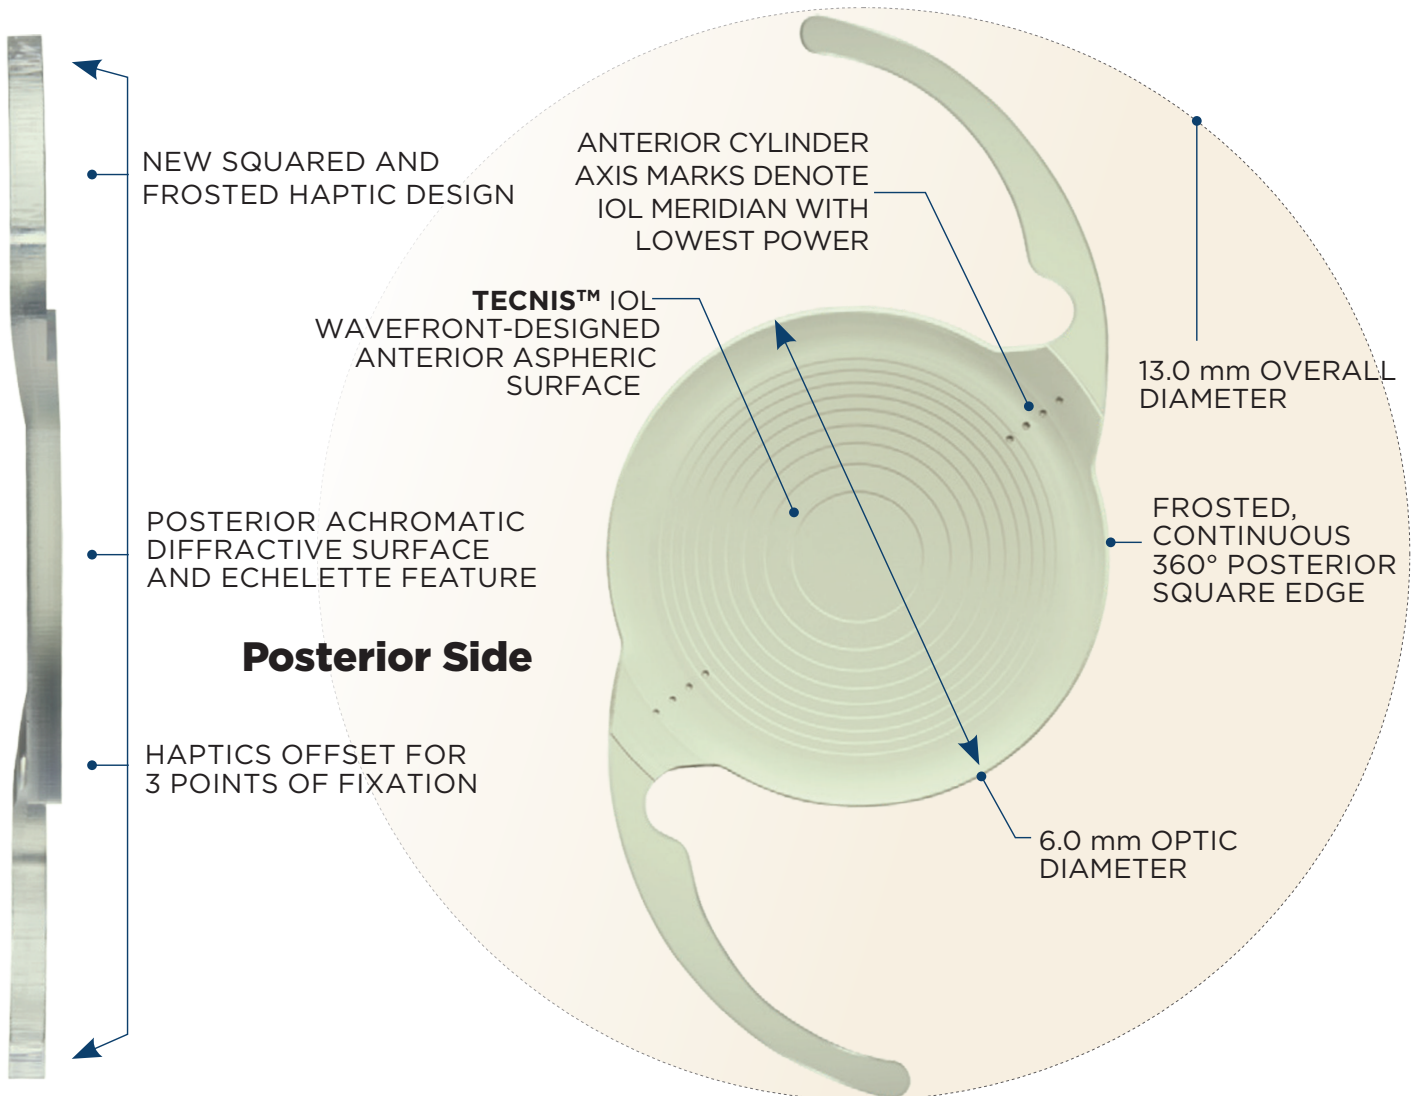 NEW SQUARED AND
FROSTED HAPTIC DESIGN
ANTERIOR CYLINDER
AXIS MARKS DENOTE
IOL MERIDIAN WITH
LOWEST POWER
TECNIS™ IOL
WAVEFRONT-DESIGNED
ANTERIOR ASPHERIC
SURFACE
13.0 mm OVERALL
DIAMETER
POSTERIOR ACHROMATIC
DIFFRACTIVE SURFACE
AND ECHELETTE FEATURE
FROSTED,
CONTINUOUS
360° POSTERIOR
SQUARE EDGE
Posterior Side
HAPTICS OFFSET FOR
3 POINTS OF FIXATION
6.0 mm OPTIC
DIAMETER